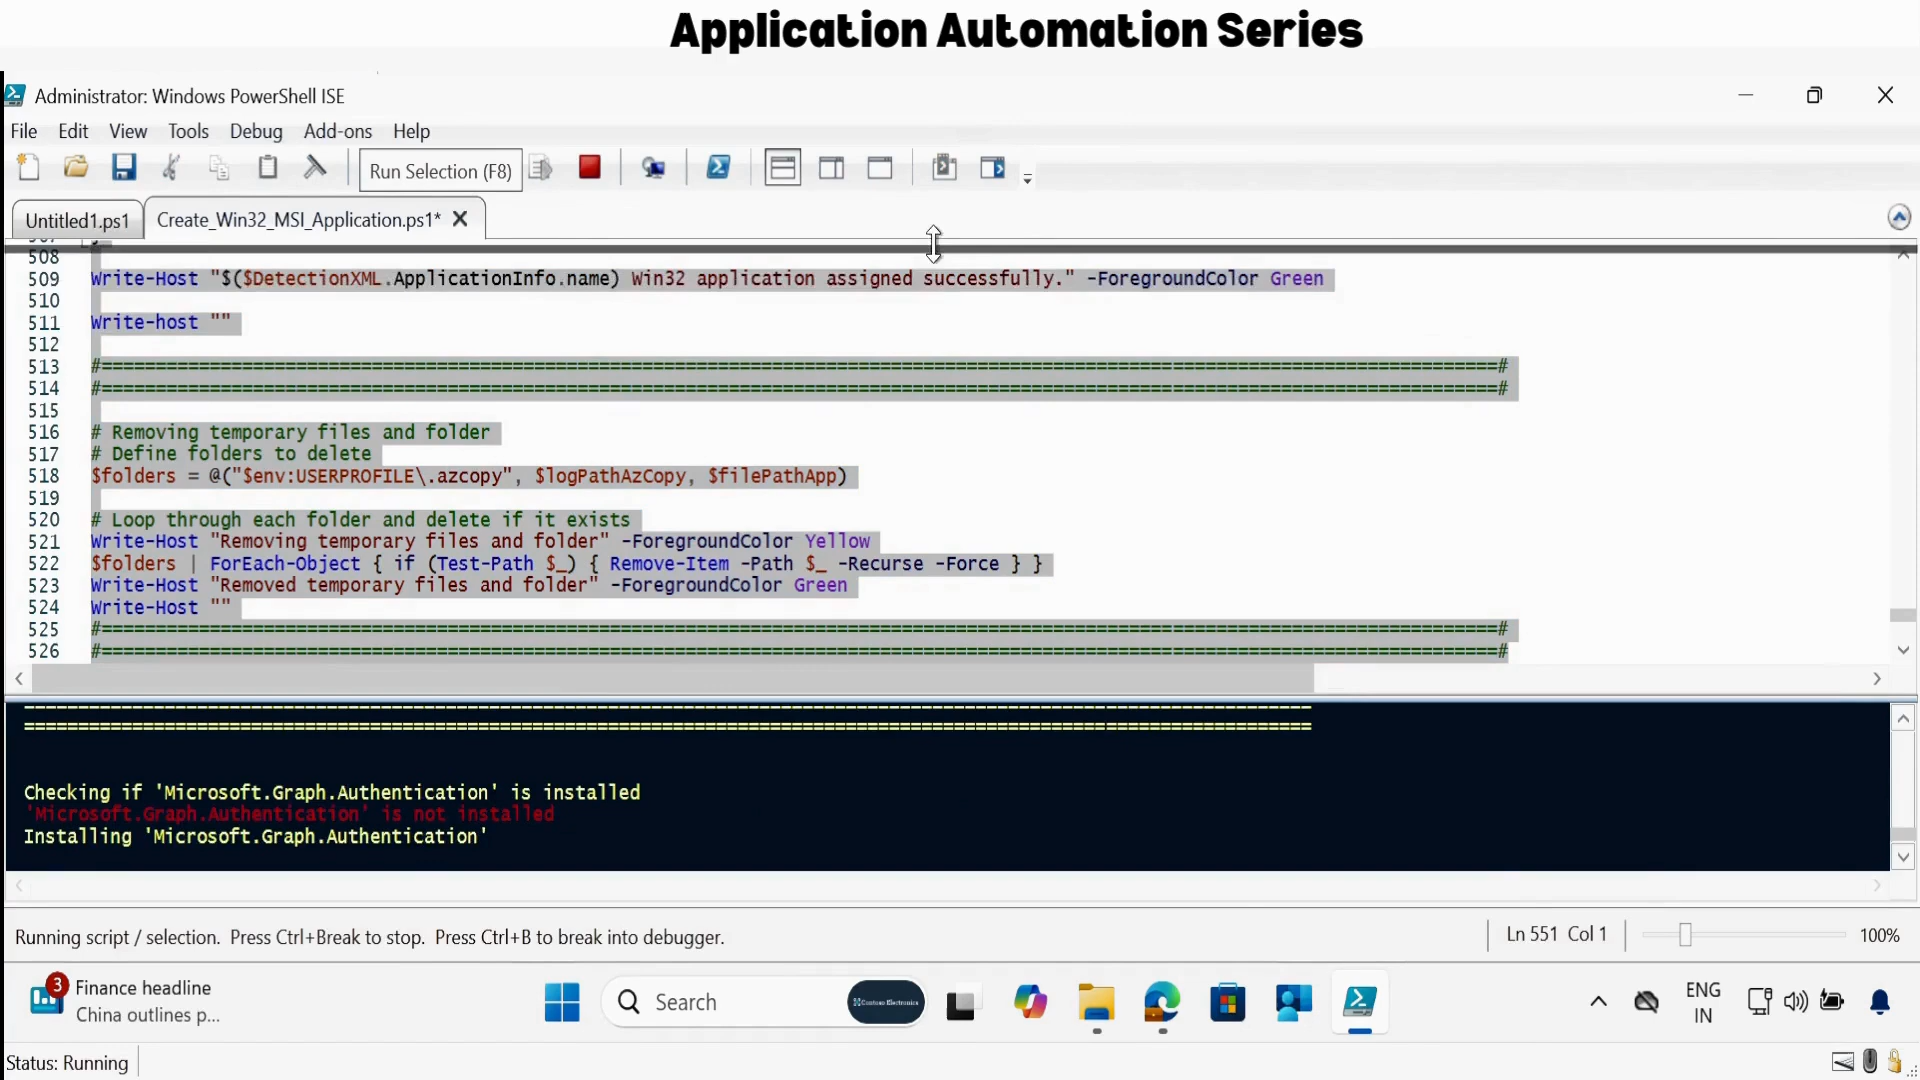 Application Automation Series
Administrator: Windows PowerShell ISE
File Edit View Tools Debug Add-ons Help
Run Selection (F8)
Untitled1.ps1 Create_Win32_MSI_Application.ps1*
508
509 Write-Host "$($DetectionXML.ApplicationInfo.name) Win32 application assigned successfully." -ForegroundColor Green
510
511 Write-host ""
512
513 #=================================================================================================================================#
514 #=================================================================================================================================#
515
516 # Removing temporary files and folder
517 # Define folders to delete
518 $folders = @("$env:USERPROFILE\.azcopy", $logPathAzCopy, $filePathApp)
519
520 # Loop through each folder and delete if it exists
521 Write-Host "Removing temporary files and folder" -ForegroundColor Yellow
522 $folders | ForEach-Object { if (Test-Path $_) { Remove-Item -Path $_ -Recurse -Force } }
523 Write-Host "Removed temporary files and folder" -ForegroundColor Green
524 Write-Host ""
525 #=================================================================================================================================#
526 #=================================================================================================================================#
=======================================================================================================================
=======================================================================================================================
Checking if 'Microsoft.Graph.Authentication' is installed
'Microsoft.Graph.Authentication' is not installed
Installing 'Microsoft.Graph.Authentication'
Running script / selection. Press Ctrl+Break to stop. Press Ctrl+B to break into debugger.
Ln 551 Col 1
100%
3
Finance headline
China outlines p...
Search
Contoso Electronics
ENG
IN
Status: Running